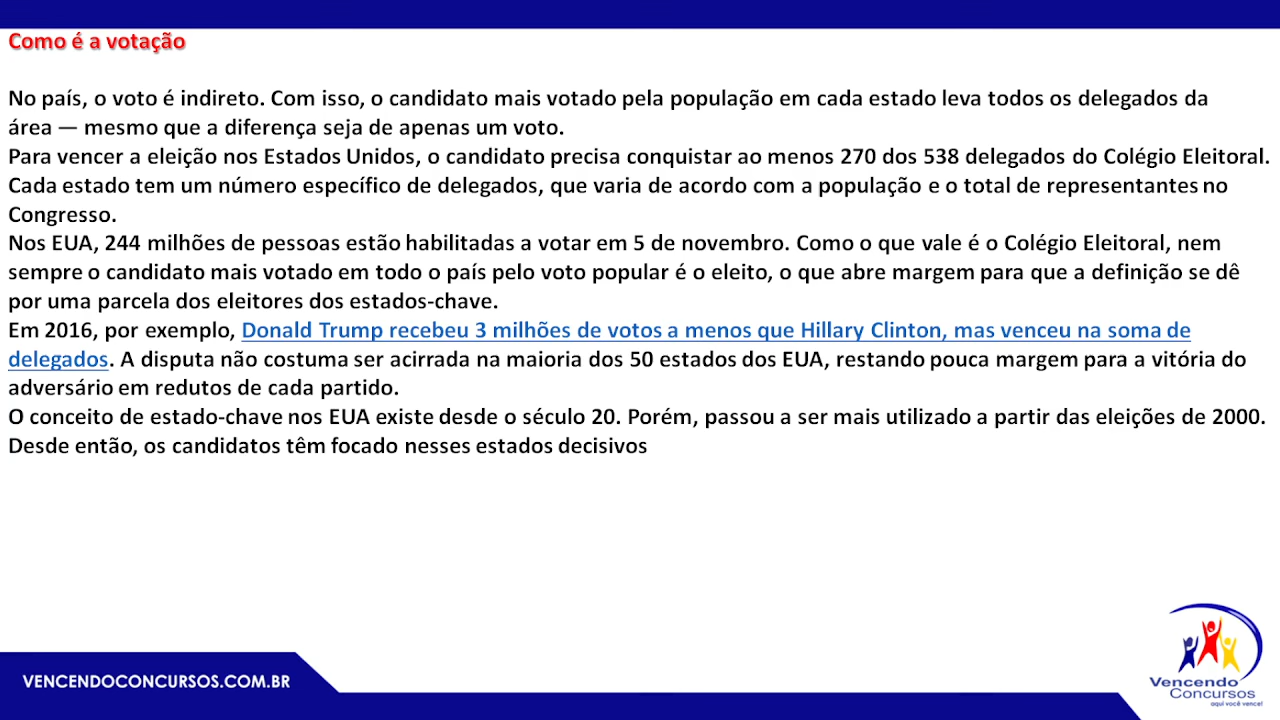 Como é a votação
No país, o voto é indireto. Com isso, o candidato mais votado pela população em cada estado leva todos os delegados da
área — mesmo que a diferença seja de apenas um voto.
Para vencer a eleição nos Estados Unidos, o candidato precisa conquistar ao menos 270 dos 538 delegados do Colégio Eleitoral.
Cada estado tem um número específico de delegados, que varia de acordo com a população e o total de representantes no
Congresso.
Nos EUA, 244 milhões de pessoas estão habilitadas a votar em 5 de novembro. Como o que vale é o Colégio Eleitoral, nem
sempre o candidato mais votado em todo o país pelo voto popular é o eleito, o que abre margem para que a definição se dê
por uma parcela dos eleitores dos estados-chave.
Em 2016, por exemplo, Donald Trump recebeu 3 milhões de votos a menos que Hillary Clinton, mas venceu na soma de
delegados. A disputa não costuma ser acirrada na maioria dos 50 estados dos EUA, restando pouca margem para a vitória do
adversário em redutos de cada partido.
O conceito de estado-chave nos EUA existe desde o século 20. Porém, passou a ser mais utilizado a partir das eleições de 2000.
Desde então, os candidatos têm focado nesses estados decisivos
VENCENDOCONCURSOS.COM.BR
Vencendo
Concursos
aqui você vence!